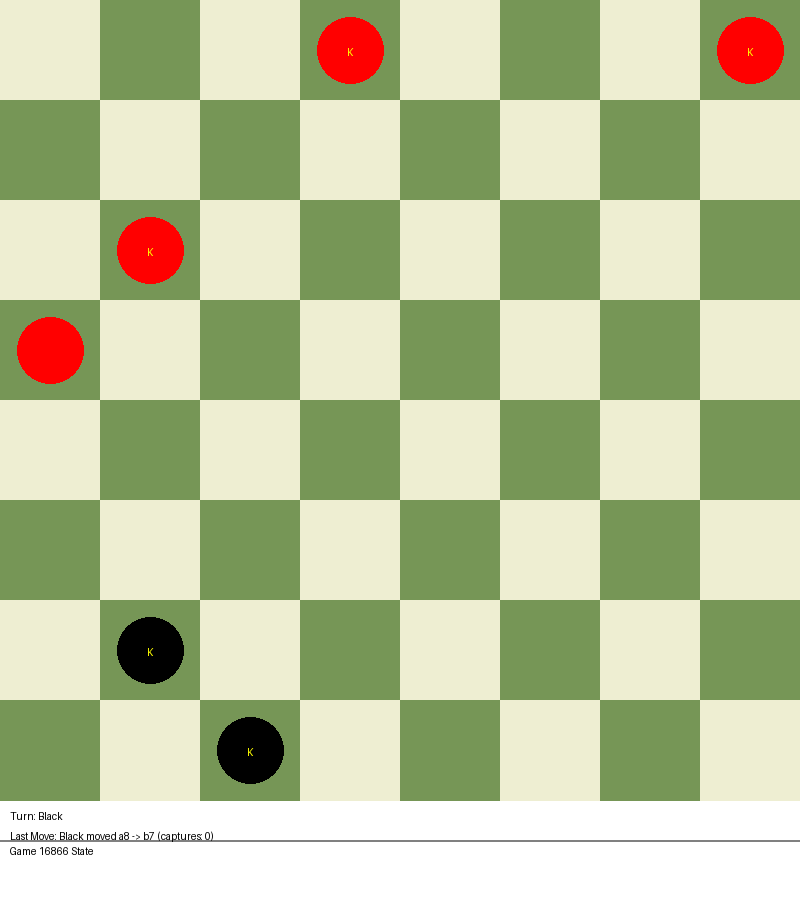 K K
K
K
K
Turn: Black
Last Move: Black moved a8 -> b7 (captures: 0)
Game 16866 State